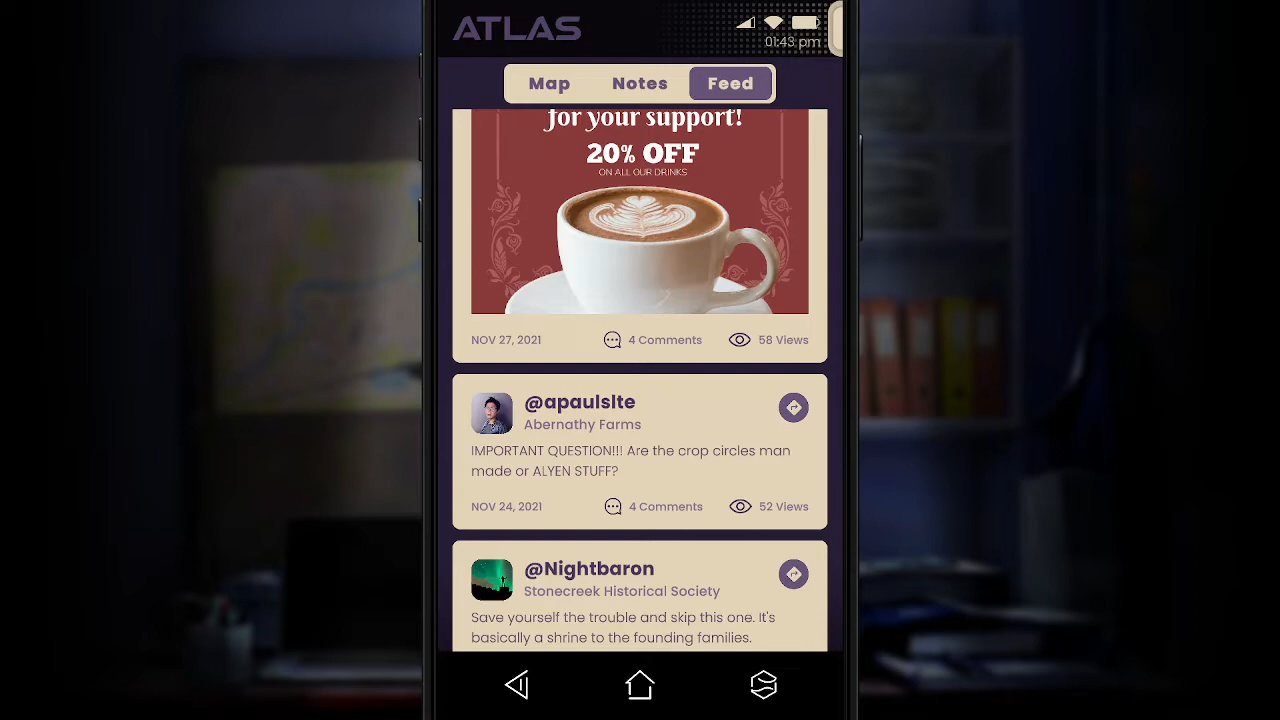 ATLAS
01:43 pm
Map Notes Feed
for your support!
20% OFF
ON ALL OUR DRINKS
NOV 27, 2021 4 Comments 58 Views
@apaulslte
Abernathy Farms
IMPORTANT QUESTION!!! Are the crop circles man
made or ALYEN STUFF?
NOV 24, 2021 4 Comments 52 Views
@Nightbaron
Stonecreek Historical Society
Save yourself the trouble and skip this one. It's
basically a shrine to the founding families.